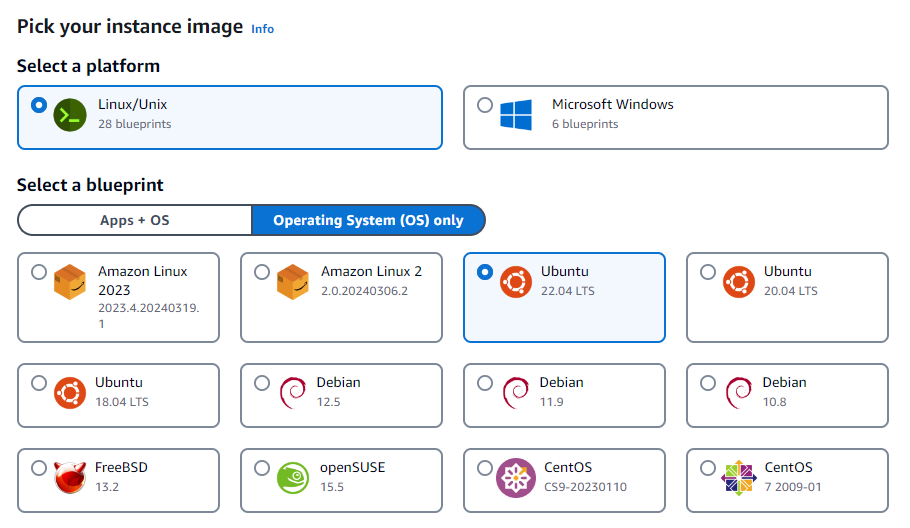 Pick your instance image Info
Select a platform
Linux/Unix
28 blueprints
Microsoft Windows
6 blueprints
Select a blueprint
Apps + OS
Operating System (OS) only
Amazon Linux
2023
2023.4.20240319.
1
Amazon Linux 2
2.0.20240306.2
Ubuntu
22.04 LTS
Ubuntu
20.04 LTS
Ubuntu
18.04 LTS
Debian
12.5
Debian
11.9
Debian
10.8
FreeBSD
13.2
openSUSE
15.5
CentOS
CS9-20230110
CentOS
7 2009-01